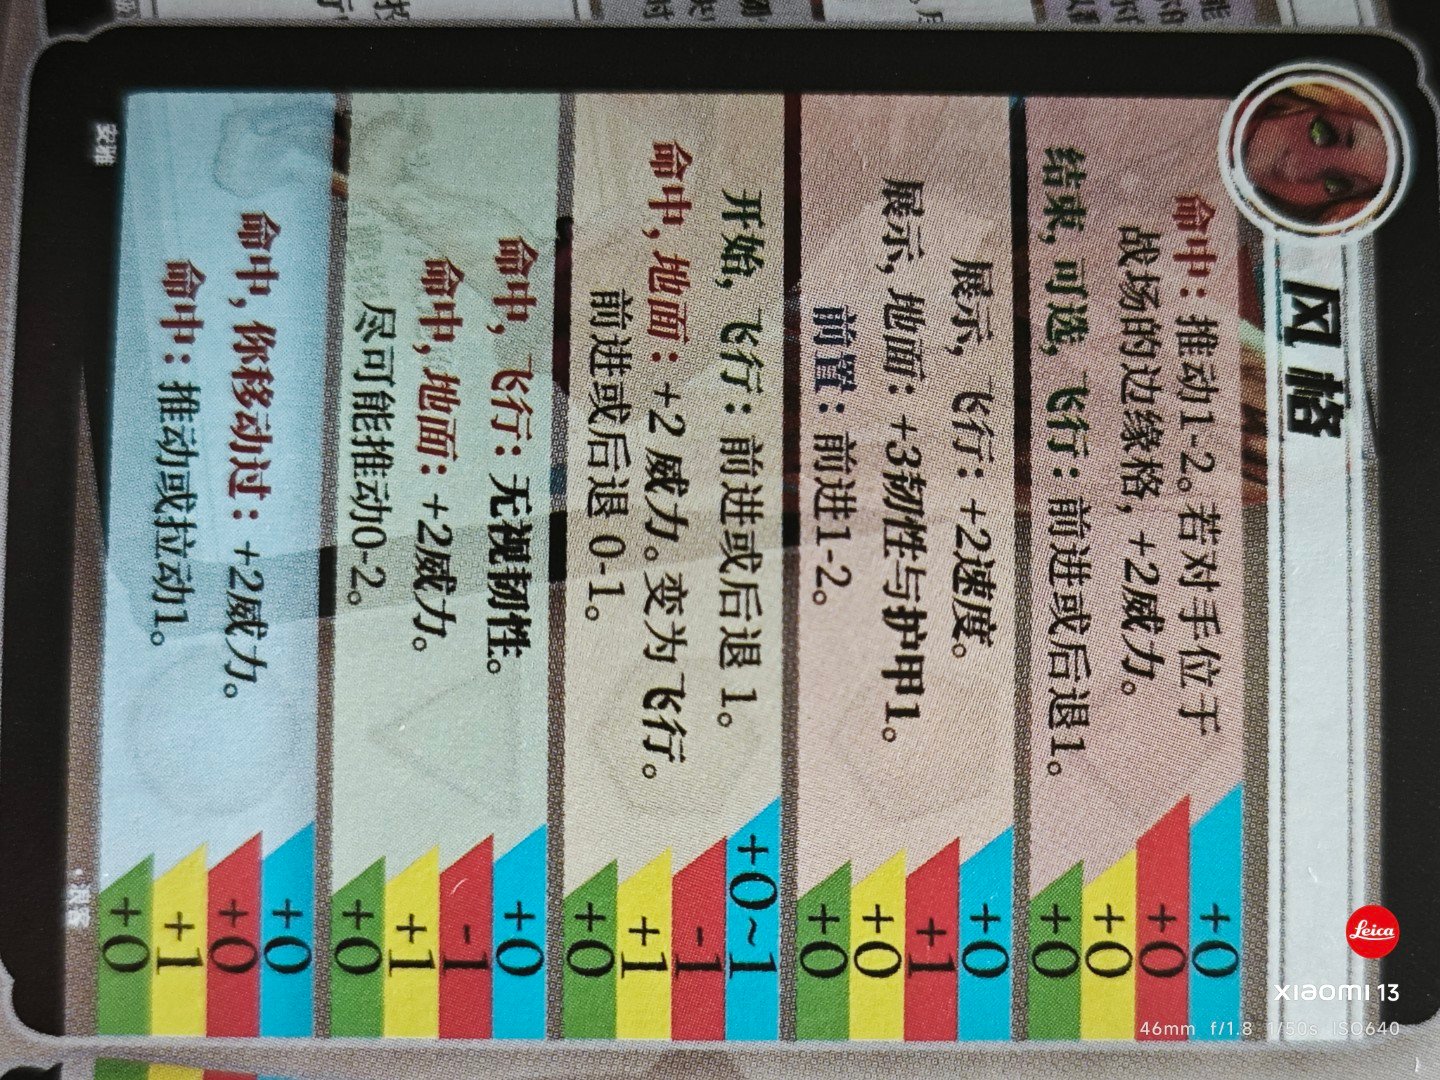 风格
命中：推动1-2。若对手位于
战场的边缘格，+2威力。
结束，可选，飞行：前进或后退1。
+0
+0
+0
+0
展示，飞行：+2速度。
展示，地面：+3韧性与护甲1。
前置：前进1-2。
+0
+1
+0
+0
开始，飞行：前进或后退 1。
命中，地面：+2 威力。变为飞行。
前进或后退 0-1。
+0~1
-1
+1
+0
命中，飞行：无视韧性。
命中，地面：+2威力。
尽可能推动0-2。
+0
-1
+1
+0
命中，你移动过：+2威力。
命中：推动或拉动1。
+0
+0
+1
+0
安雅
Leica
XIAOMI 13
46mm f/1.8 1/50s ISO640